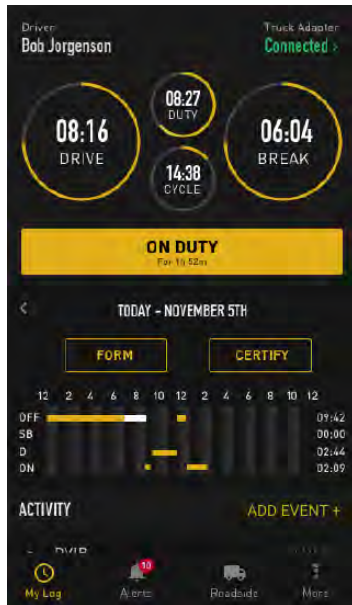 Driver
Truck Adapter
Bob Jorgenson
Connected >
08:27
DUTY
08:16
DRIVE
06:04
BREAK
14:38
CYCLE
ON DUTY
For 1h 52m
< TODAY - NOVEMBER 5TH
FORM
CERTIFY
12 2 4 6 8 10 12 2 4 6 8 10 12
OFF 09:42
SB 00:00
D 02:44
ON 02:09
ACTIVITY
ADD EVENT +
DVIR
10
My Log
Alerts
Roadside
More